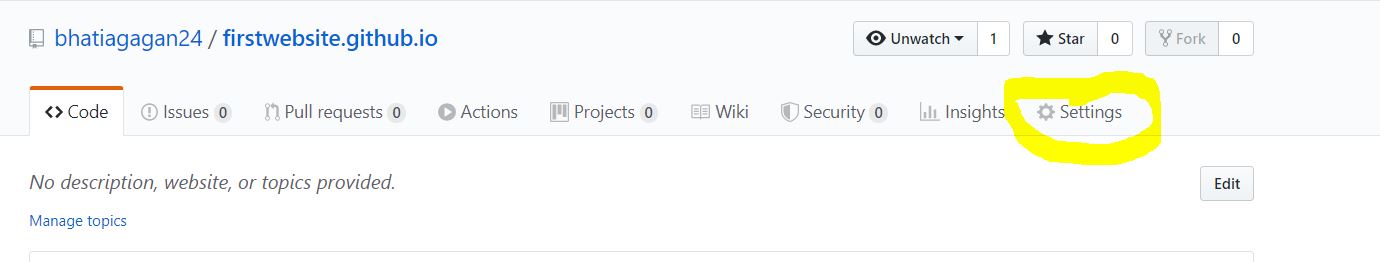 bhatiagagan24 / firstwebsite.github.io Unwatch 1 Star 0 Fork 0
Code Issues 0 Pull requests 0 Actions Projects 0 Wiki Security 0 Insights Settings
No description, website, or topics provided. Edit
Manage topics